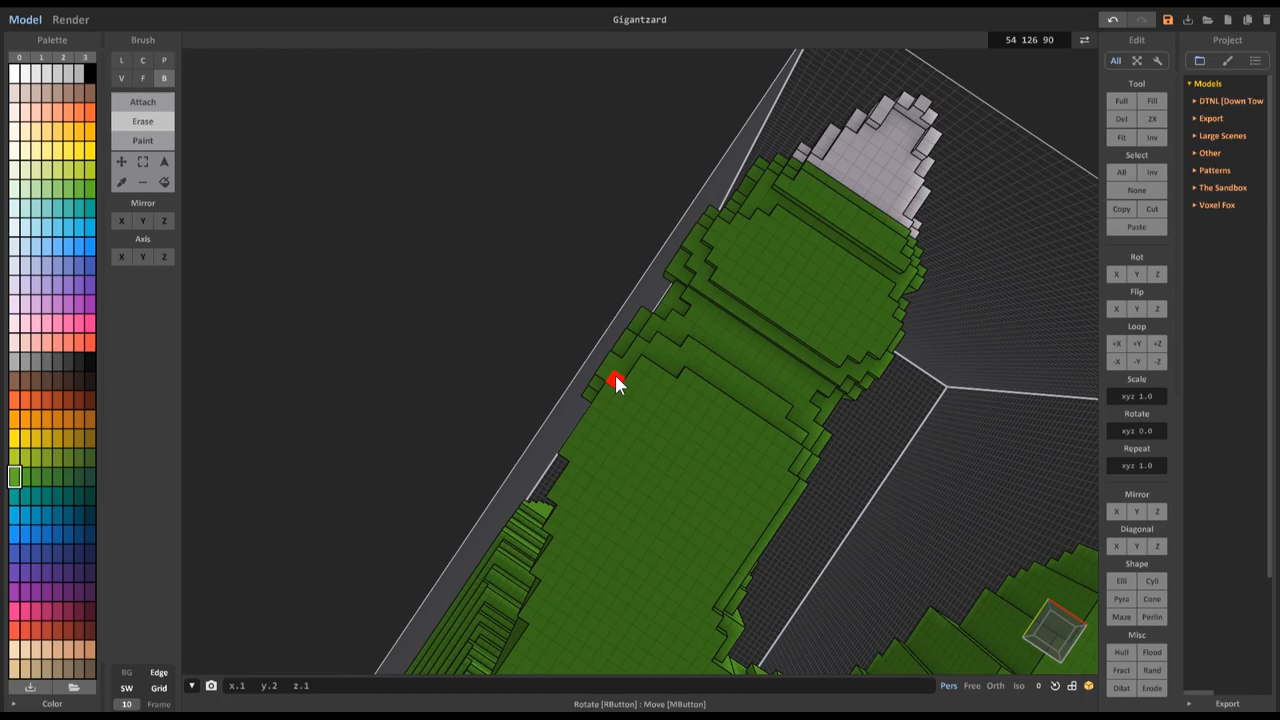 Model Render
Gigantzard
Palette
Brush
54 126 90
Edit
Project
0 1 2 3
L C P
V F B
Attach
Erase
Paint
Mirror
X Y Z
Axis
X Y Z
All
Tool
Full Fill
Del 2X
Fit Inv
Select
All Inv
None
Copy Cut
Paste
Rot
X Y Z
Flip
X Y Z
Loop
+X +Y +Z
-X -Y -Z
Scale
xyz 1.0
Rotate
xyz 0.0
Repeat
xyz 1.0
Mirror
X Y Z
Diagonal
X Y Z
Shape
Elli Cyli
Pyra Cone
Maze Perlin
Misc
Hull Flood
Fract Rand
Dilat Erode
Models
DTNL [Down Tow
Export
Large Scenes
Other
Patterns
The Sandbox
Voxel Fox
BG Edge
SW Grid
10 Frame
Color
x.1 y.2 z.1
Pers Free Orth Iso 0
Rotate [RButton] : Move [MButton]
Export